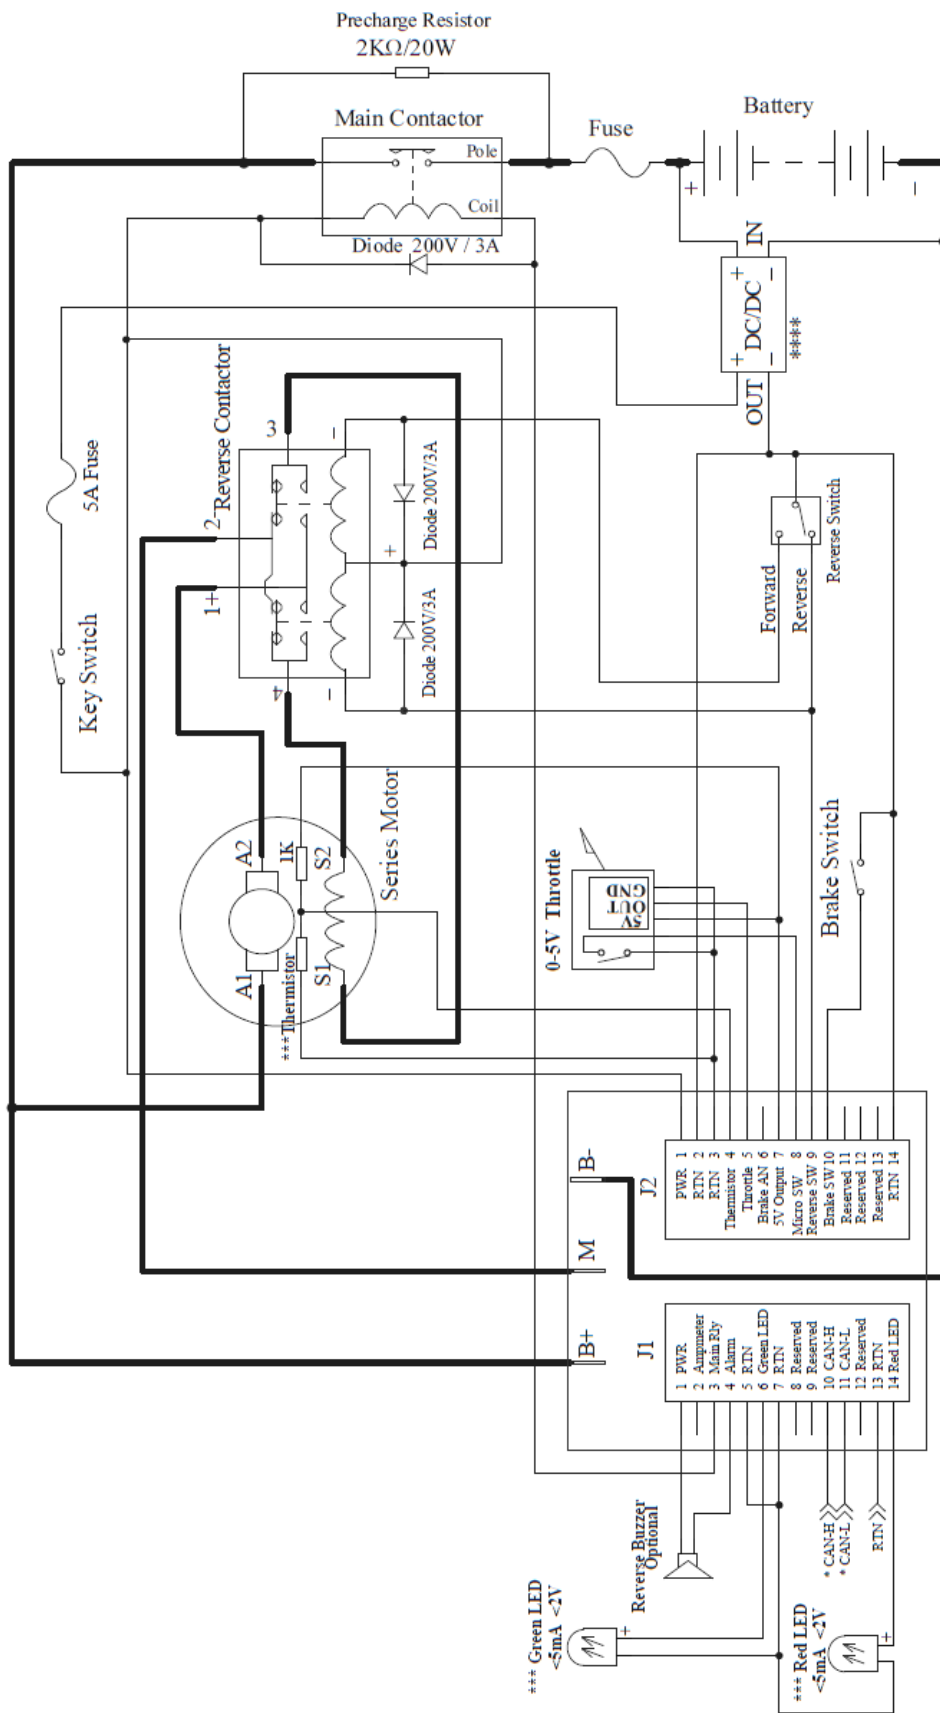 Precharge Resistor
2KΩ/20W
Main Contactor
Pole
Coil
Diode 200V / 3A
Fuse
Battery
+
−
IN
+
−
DC/DC
****
+
−
OUT
5A Fuse
Key Switch
Reverse Contactor
3
2-
1+
4
−
+
−
Diode 200V/3A
Diode 200V/3A
Forward
Reverse
Reverse Switch
Series Motor
A2
A1
1K
S2
S1
***Thermistor
0-5V Throttle
GND
OUT
5V
Brake Switch
B-
M
B+
J2
PWR 1
RTN 2
RTN 3
Thermistor 4
Throttle 5
Brake AN 6
5V Output 7
Micro SW 8
Reverse SW 9
Brake SW10
Reserved 11
Reserved 12
Reserved 13
RTN 14
J1
1 PWR
2 Ampmeter
3 Main Rly
4 Alarm
5 RTN
6 Green LED
7 RTN
8 Reserved
9 Reserved
10 CAN-H
11 CAN-L
12 Reserved
13 RTN
14 Red LED
Reverse Buzzer
Optional
* CAN-H
* CAN-L
RTN
*** Green LED
<5mA <2V
+
*** Red LED
<5mA <2V
+